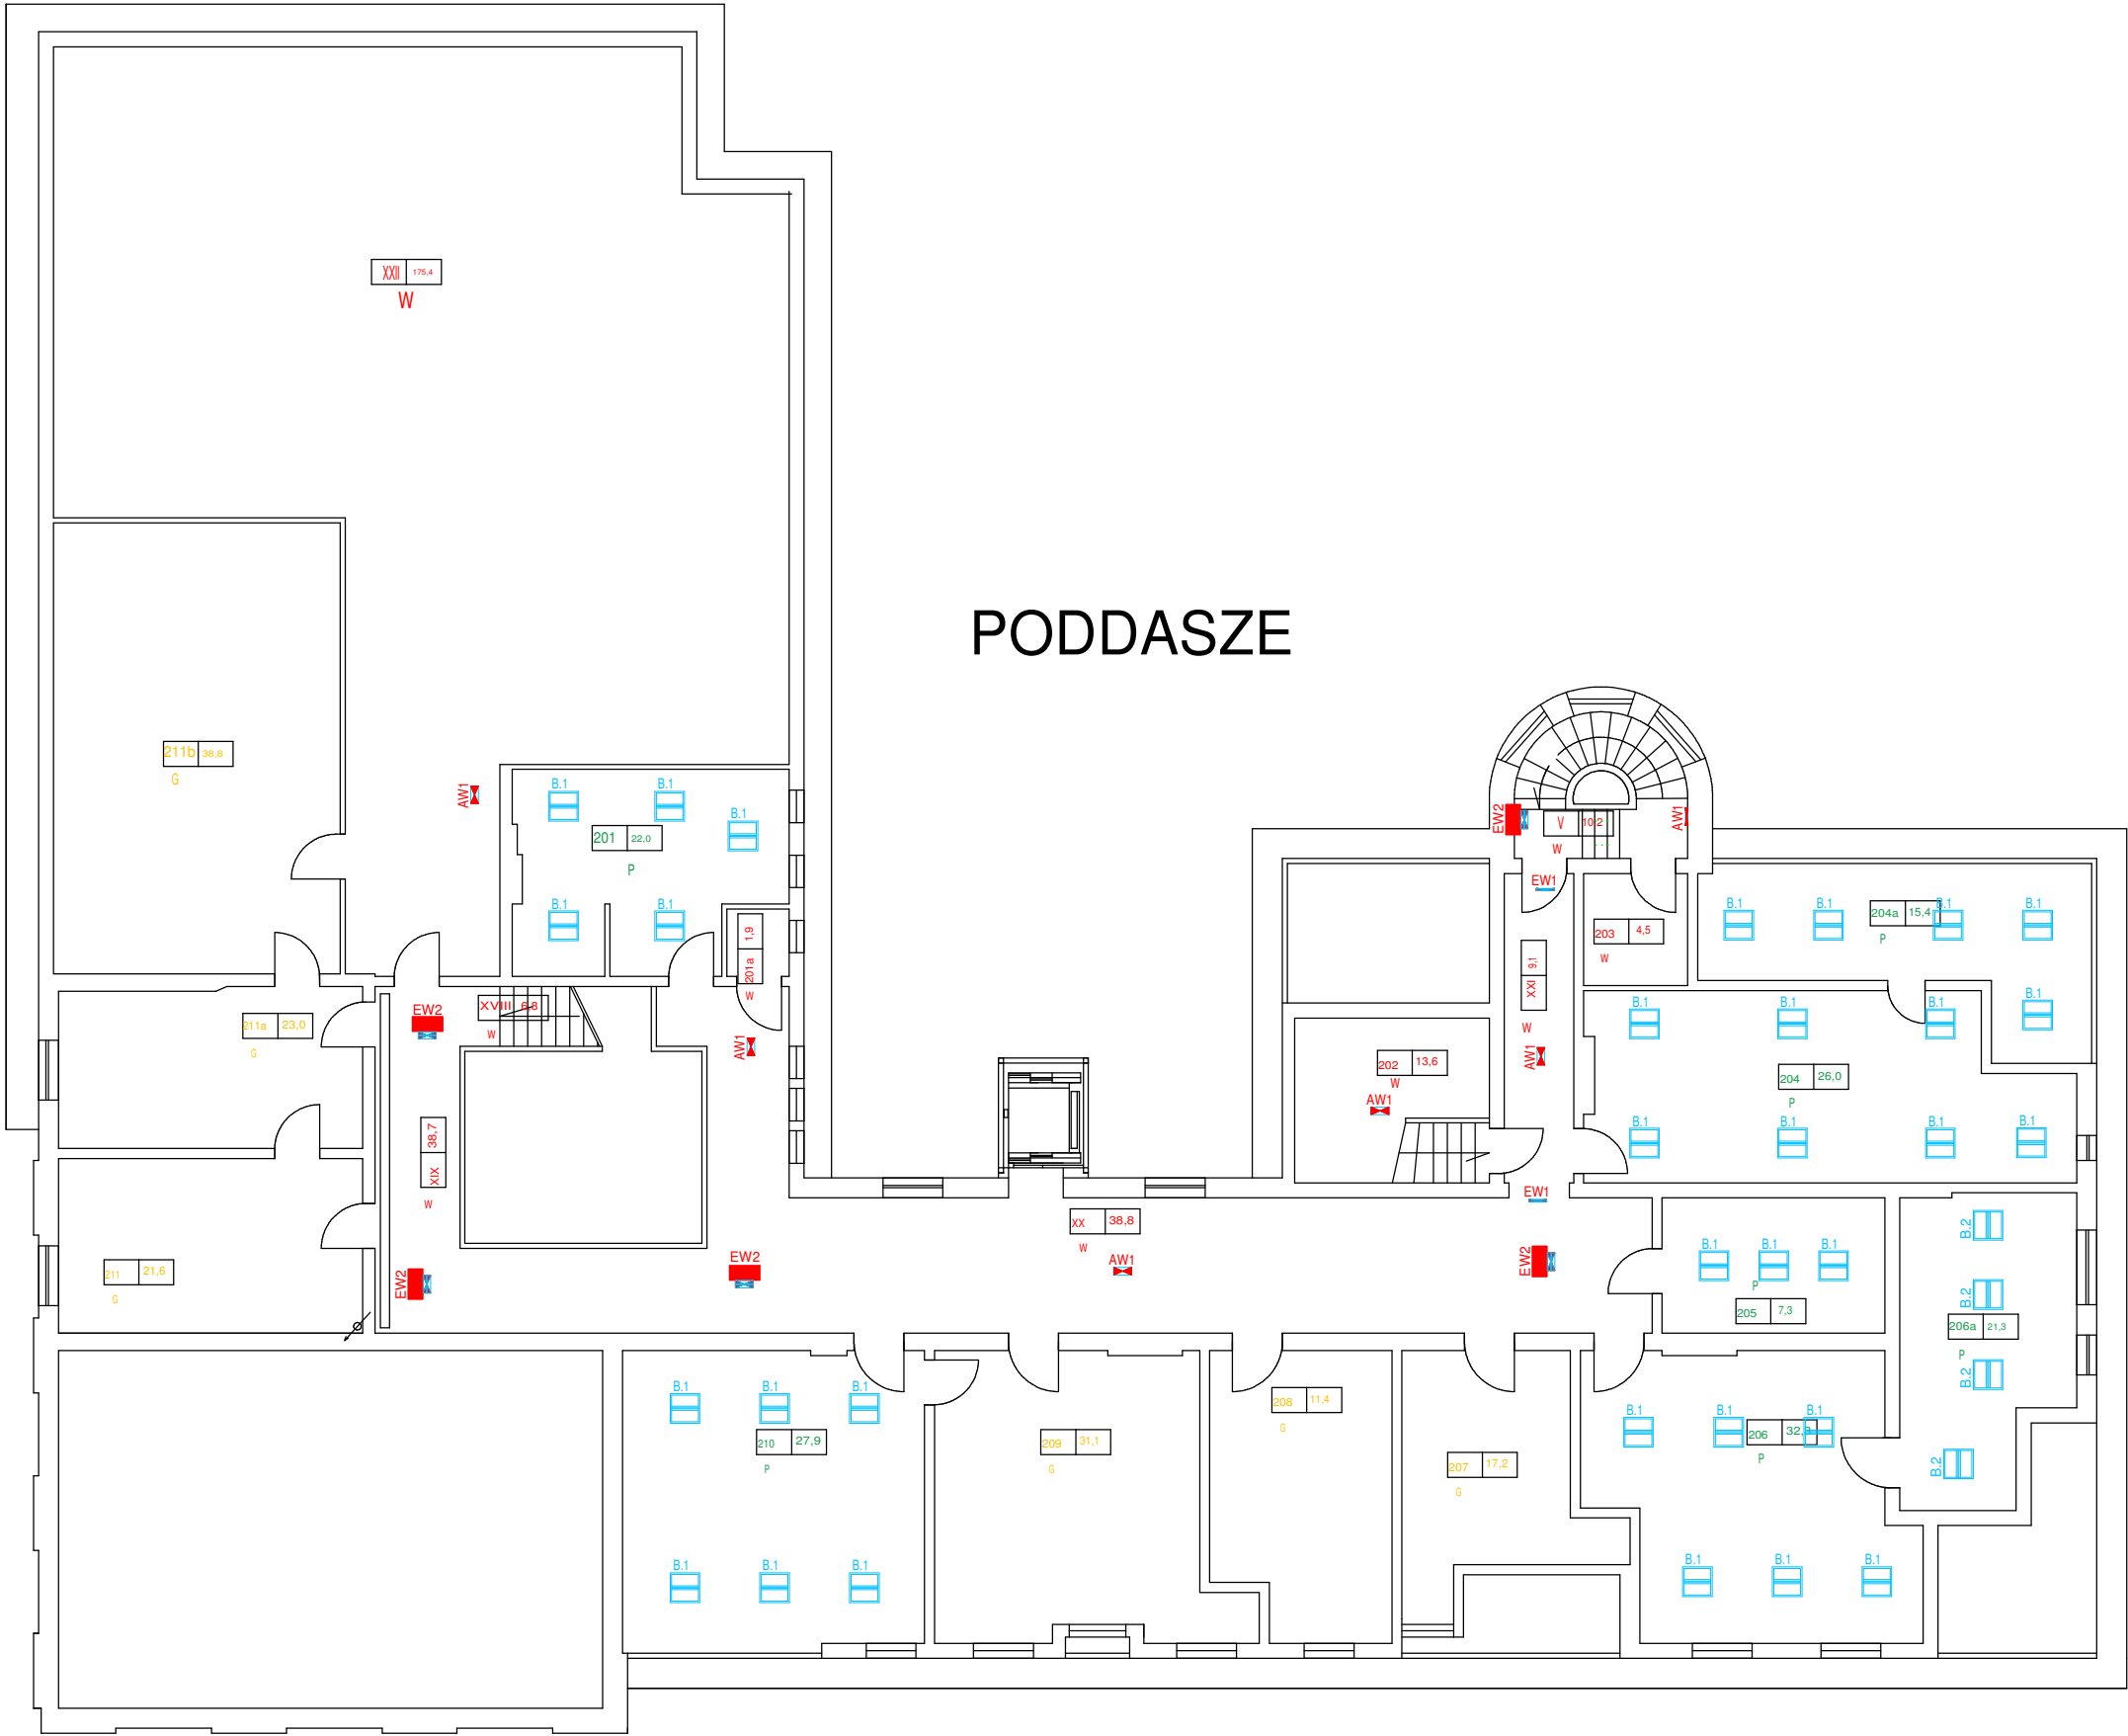 XXII 175,4
W
PODDASZE
211b 38,8
G
AW1
B.1 B.1
B.1
201 22,0
P
B.1 B.1
201a 1,9
W
EW2
XVIII 6,8
W
AW1
211a 23,0
G
XIX 38,7
W
211 21,6
G
EW2
EW2
XX 38,8
W
AW1
EW2
V 10,2
W
AW1
EW1
203 4,5
W
XXI 9,1
W
AW1
202 13,6
W
AW1
EW1
EW2
B.1 B.1 B.1 B.1
204a 15,4
P
B.1
B.1 B.1 B.1
204 26,0
P
B.1 B.1 B.1 B.1
B.1 B.1 B.1
P
205 7,3
B.2
B.2
206a 21,3
P
B.2
B.2
B.1 B.1 B.1
210 27,9
P
B.1 B.1 B.1
209 31,1
G
208 11,4
G
207 17,2
G
B.1 B.1 B.1
206
P
B.1 B.1 B.1